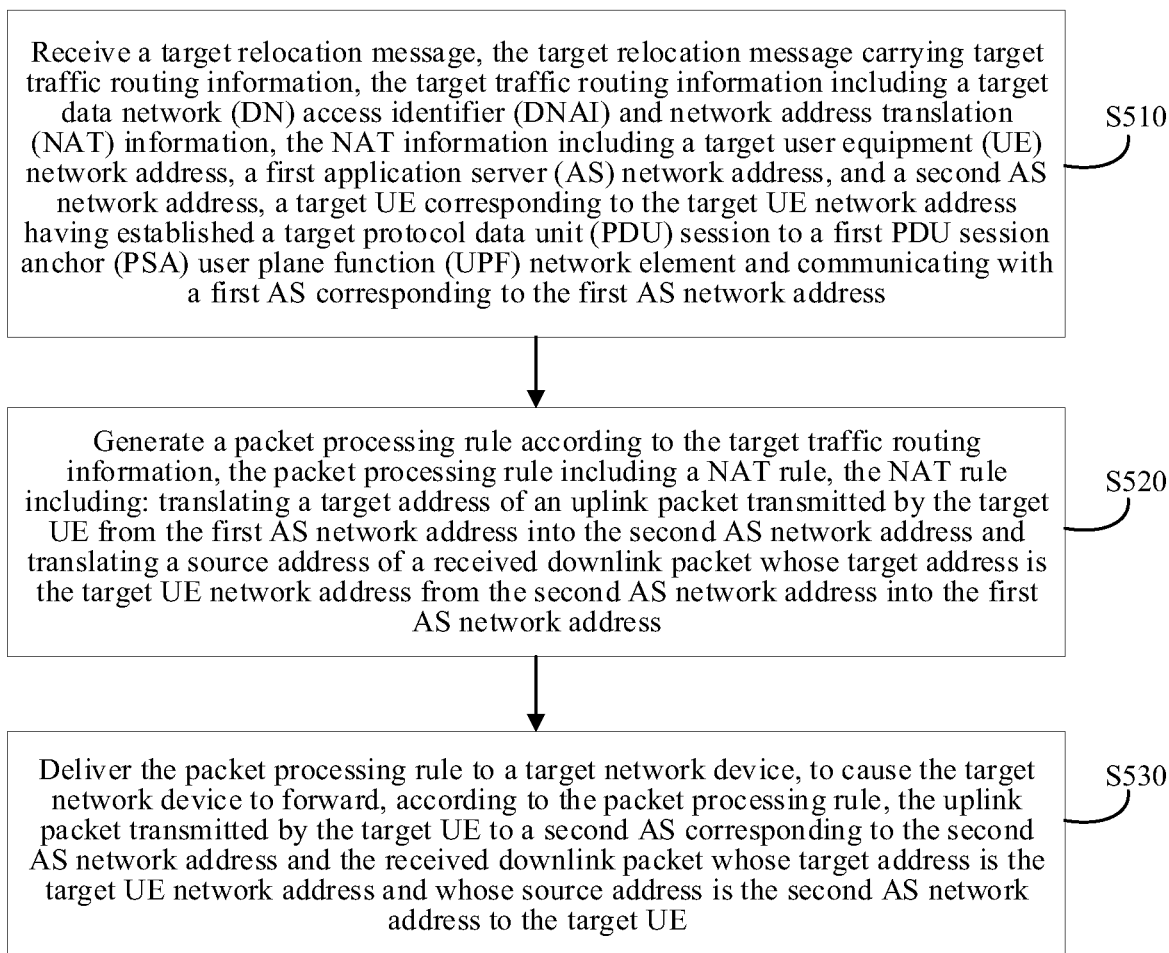 Receive a target relocation message, the target relocation message carrying target
traffic routing information, the target traffic routing information including a target
data network (DN) access identifier (DNAI) and network address translation
(NAT) information, the NAT information including a target user equipment (UE)
network address, a first application server (AS) network address, and a second AS
network address, a target UE corresponding to the target UE network address
having established a target protocol data unit (PDU) session to a first PDU session
anchor (PSA) user plane function (UPF) network element and communicating with
a first AS corresponding to the first AS network address
S510
Generate a packet processing rule according to the target traffic routing
information, the packet processing rule including a NAT rule, the NAT rule
including: translating a target address of an uplink packet transmitted by the target
UE from the first AS network address into the second AS network address and
translating a source address of a received downlink packet whose target address is
the target UE network address from the second AS network address into the first
AS network address
S520
Deliver the packet processing rule to a target network device, to cause the target
network device to forward, according to the packet processing rule, the uplink
packet transmitted by the target UE to a second AS corresponding to the second
AS network address and the received downlink packet whose target address is the
target UE network address and whose source address is the second AS network
address to the target UE
S530